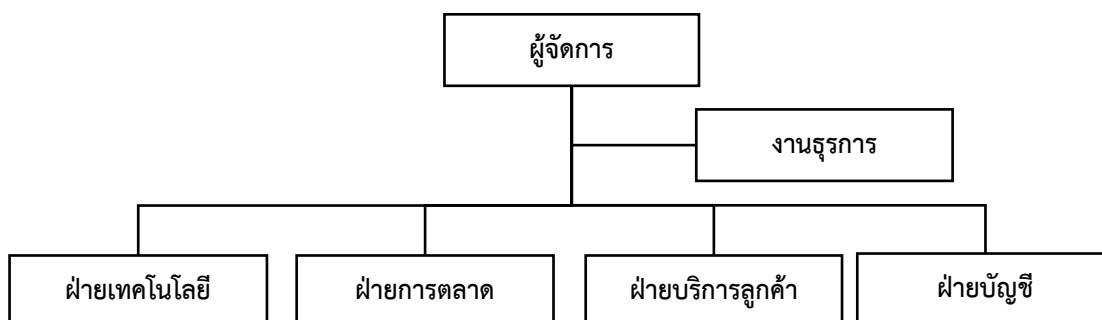 ผู้จัดการ
งานธุรการ
ฝ่ายเทคโนโลยี
ฝ่ายการตลาด
ฝ่ายบริการลูกค้า
ฝ่ายบัญชี